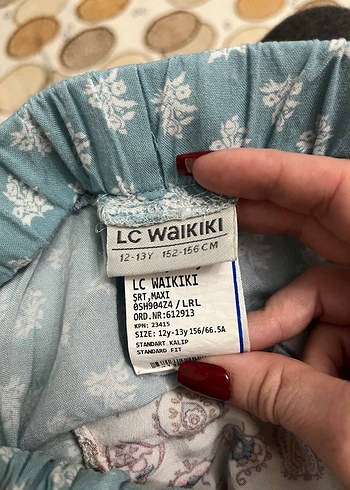 LC WAIKIKI
12-13Y 152-156 CM
LC WAIKIKI
SRT,MAXI
0SH904Z4 / LRL
ORD.NR:612913
KPN: 23415
SIZE: 12y-13y 156/66.5A
STANDART KALIP
STANDARD FIT